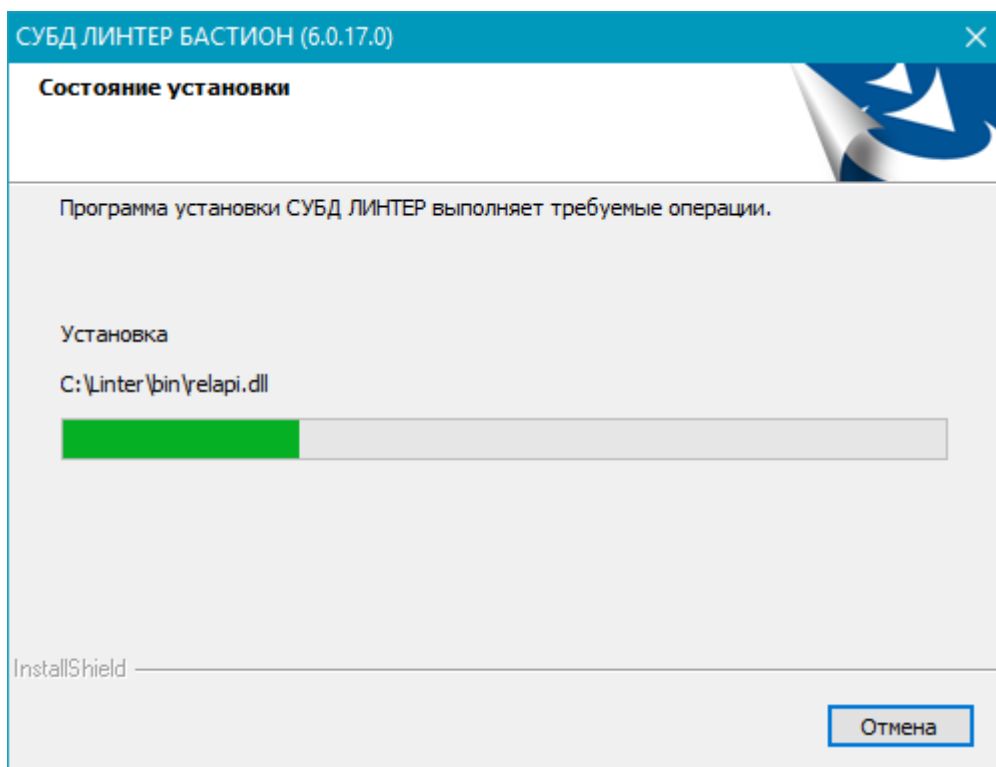 СУБД ЛИНТЕР БАСТИОН (6.0.17.0)
Состояние установки
Программа установки СУБД ЛИНТЕР выполняет требуемые операции.
Установка
C:\Linter\bin\relapi.dll
InstallShield
Отмена